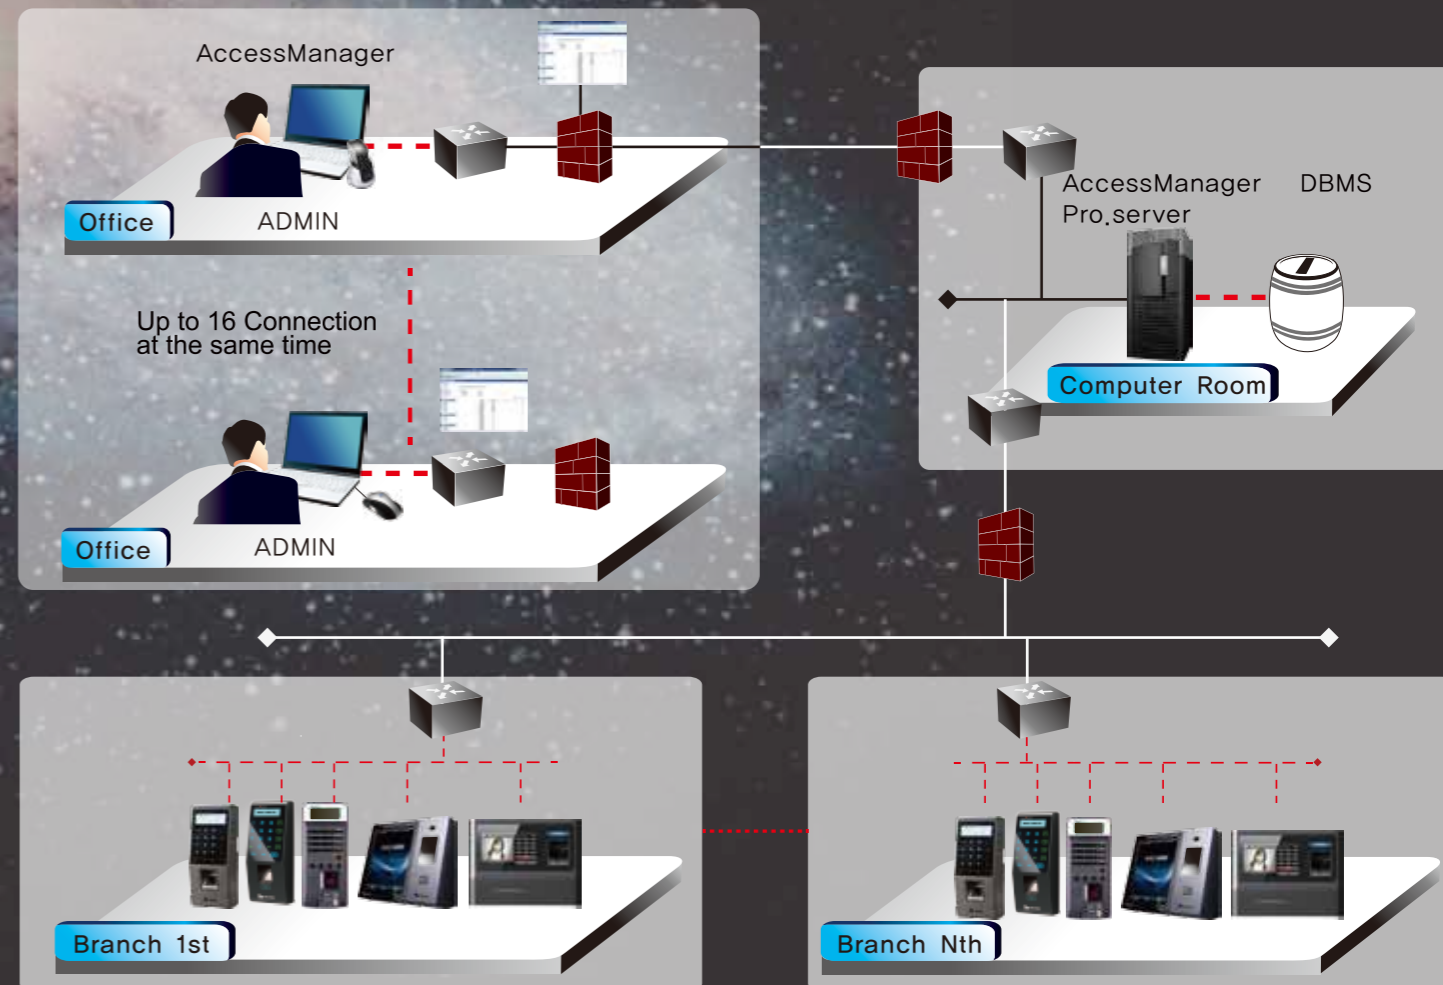 AccessManager
Office
ADMIN
Up to 16 Connection
at the same time
Office
ADMIN
AccessManager DBMS
Pro.server
Computer Room
Branch 1st
Branch Nth